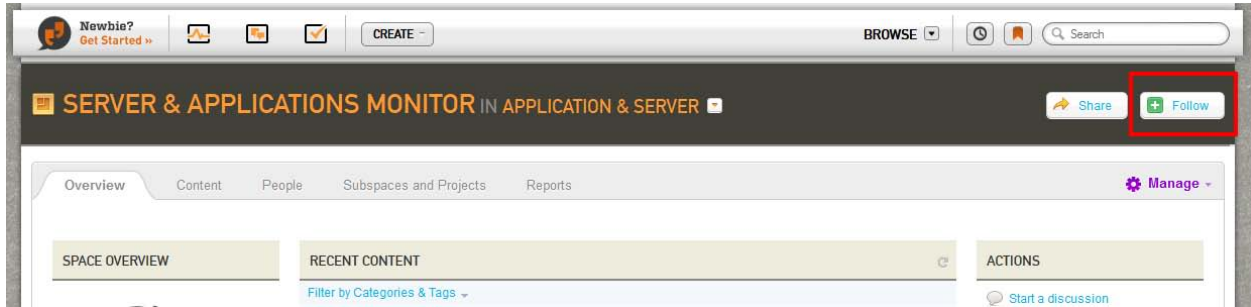 Newbie?
Get Started »
CREATE
BROWSE
Search
SERVER & APPLICATIONS MONITOR IN APPLICATION & SERVER
Share
Follow
Overview
Content
People
Subspaces and Projects
Reports
Manage
SPACE OVERVIEW
RECENT CONTENT
ACTIONS
Filter by Categories & Tags
Start a discussion